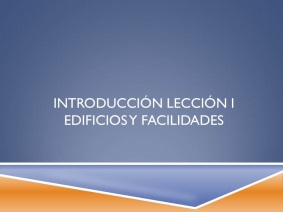 INTRODUCCIÓN LECCIÓN I
EDIFICIOS Y FACILIDADES